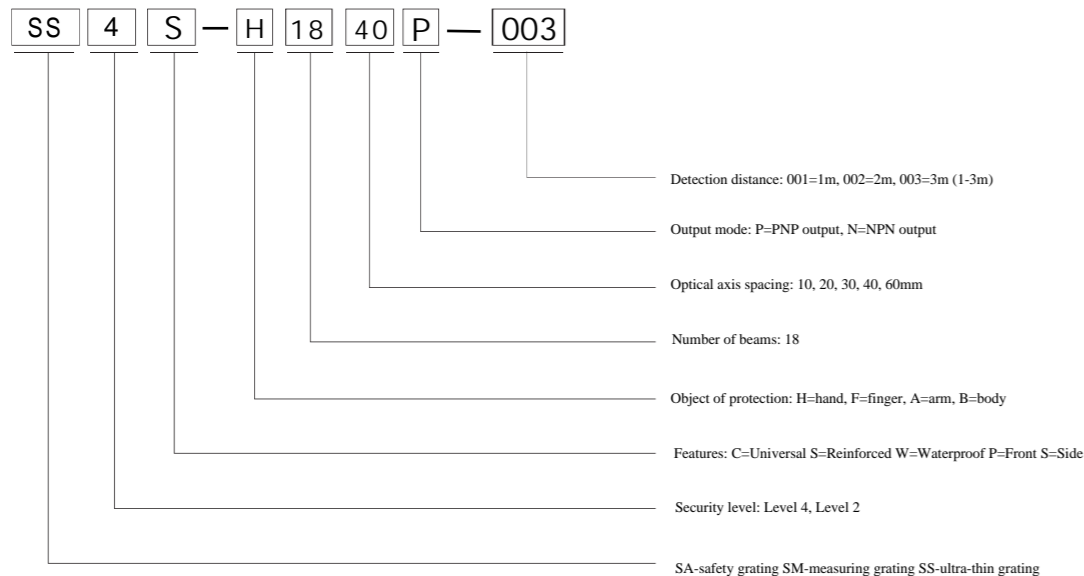 SS 4 S — H 18 40 P — 003
Detection distance: 001=1m, 002=2m, 003=3m (1-3m)
Output mode: P=PNP output, N=NPN output
Optical axis spacing: 10, 20, 30, 40, 60mm
Number of beams: 18
Object of protection: H=hand, F=finger, A=arm, B=body
Features: C=Universal S=Reinforced W=Waterproof P=Front S=Side
Security level: Level 4, Level 2
SA-safety grating SM-measuring grating SS-ultra-thin grating